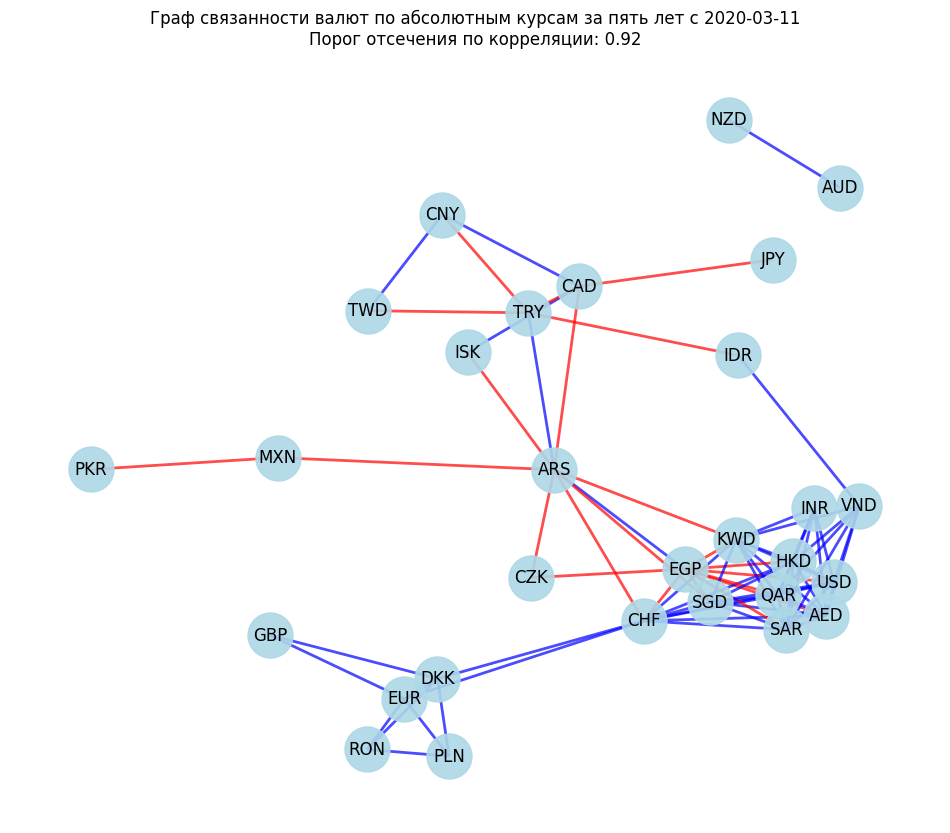 Граф связанности валют по абсолютным курсам за пять лет с 2020-03-11
Порог отсечения по корреляции: 0.92
NZD
AUD
CNY
JPY
CAD
TWD
TRY
ISK
IDR
MXN
PKR
ARS
INR
VND
KWD
HKD
EGP
CZK
USD
QAR
SGD
AED
CHF
SAR
GBP
DKK
EUR
RON
PLN